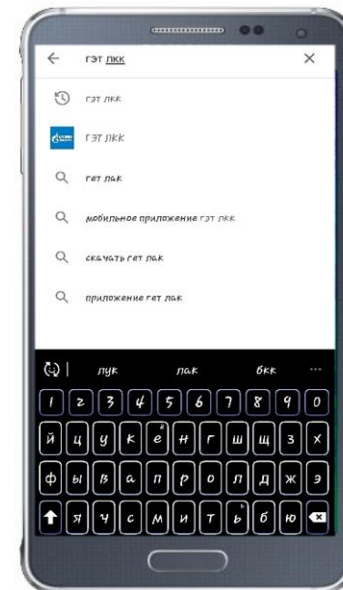 гэт лкк
гэт лкк
ГЭТ ЛКК
гет лак
мобильное приложение гэт лкк
скачать гет лак
приложение гет лак
лук лак бкк ...
1 2 3 4 5 6 7 8 9 0
й ц у к е н г ш щ з х
ф ы в а п р о л д ж э
я ч с м и т ь б ю